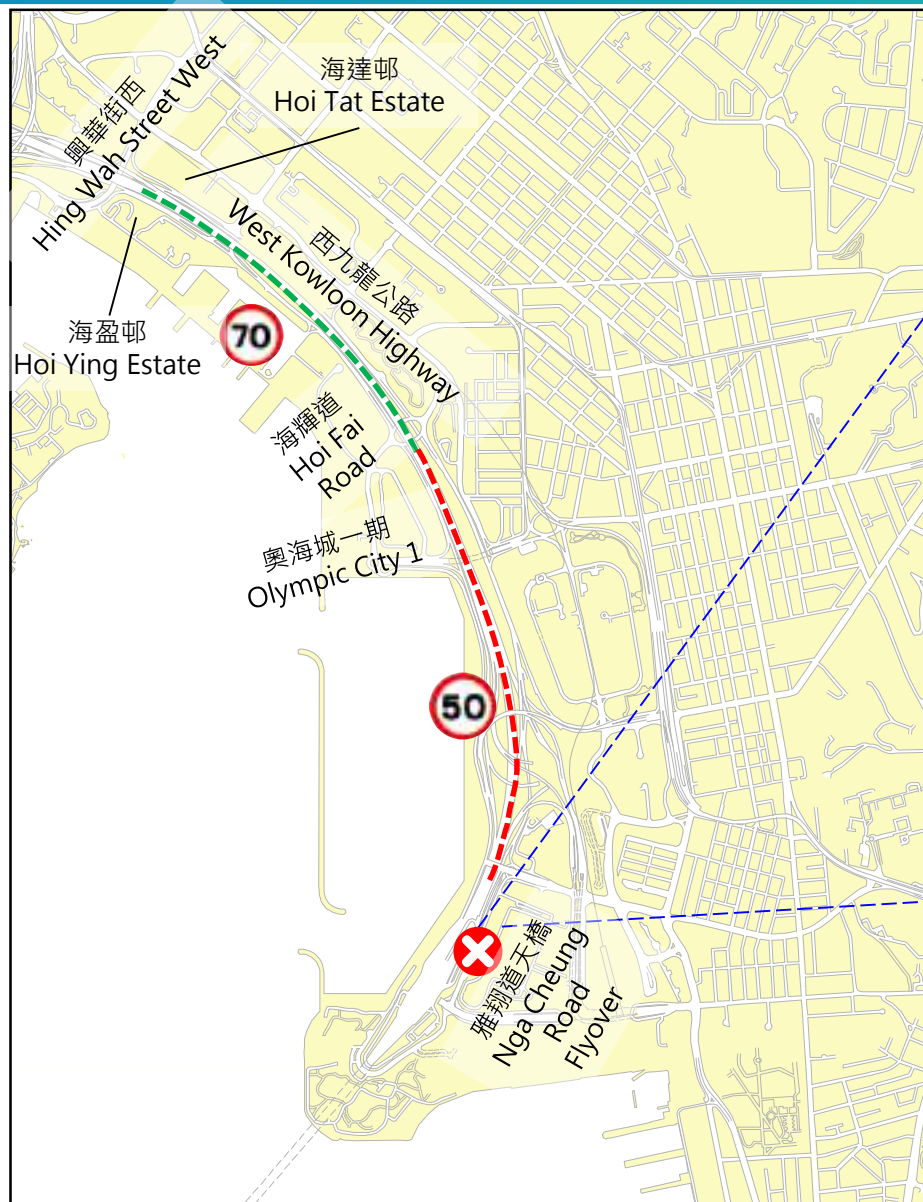 海達邨
Hoi Tat Estate
興華街西
Hing Wah Street West
西九龍公路
West Kowloon Highway
海盈邨
Hoi Ying Estate
70
海輝道
Hoi Fai
Road
奧海城一期
Olympic City 1
50
雅翔道天橋
Nga Cheung
Road
Flyover